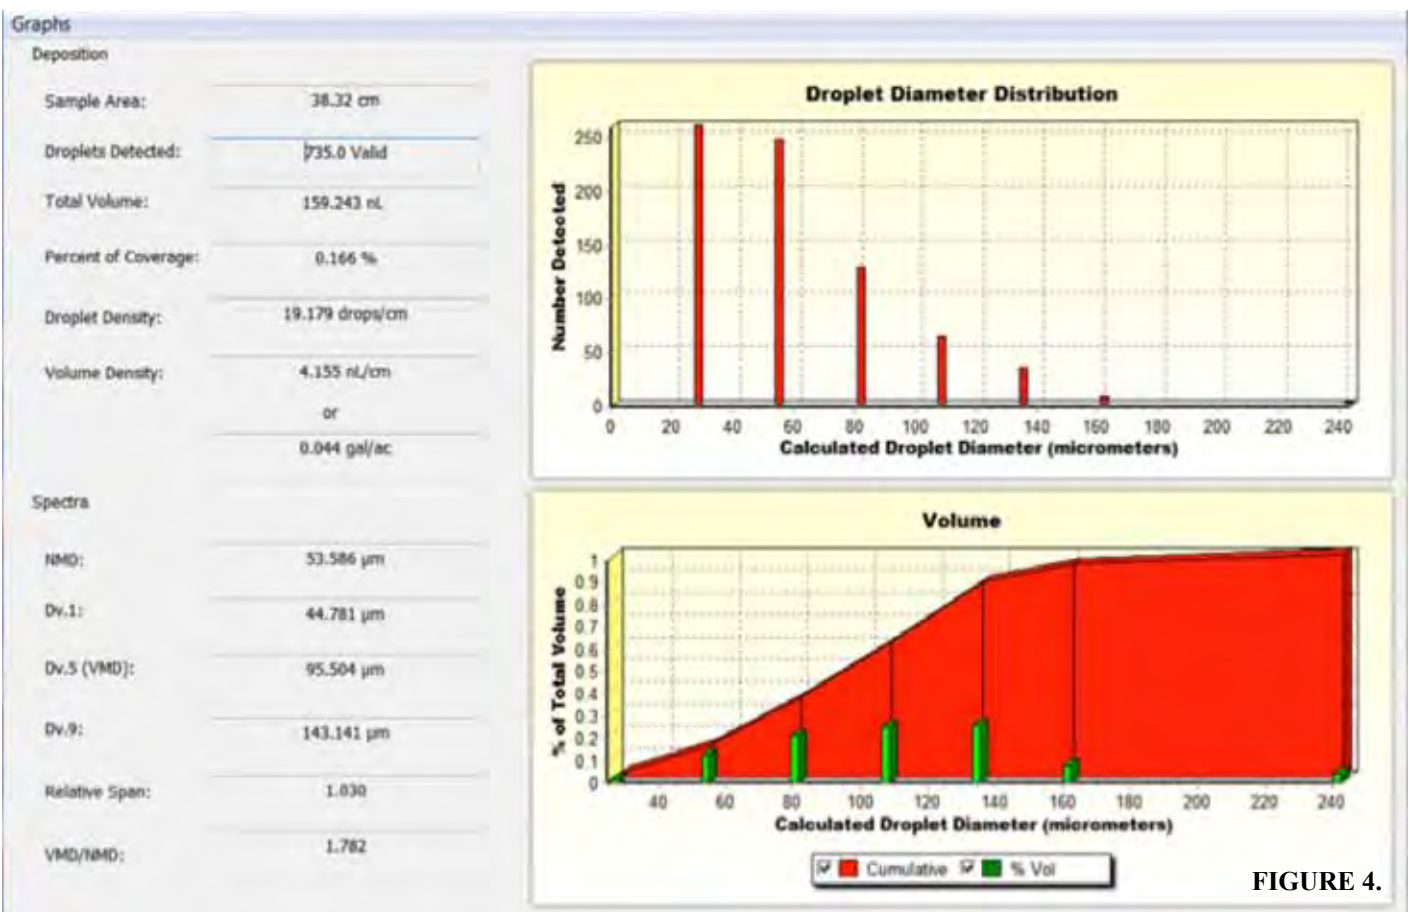 Graphs
Deposition
Sample Area: 38.32 cm
Droplets Detected: 735.0 Valid
Total Volume: 159.243 nL
Percent of Coverage: 0.166 %
Droplet Density: 19.179 drops/cm
Volume Density: 4.155 nL/cm
or
0.044 gal/ac
Spectra
NMD: 53.586 µm
Dv.1: 44.781 µm
Dv.5 (VMD): 95.504 µm
Dv.9: 143.141 µm
Relative Span: 1.030
VMD/NMD: 1.782
Droplet Diameter Distribution
Number Detected
250
200
150
100
50
0
0 20 40 60 80 100 120 140 160 180 200 220 240
Calculated Droplet Diameter (micrometers)
Volume
% of Total Volume
1
0.9
0.8
0.7
0.6
0.5
0.4
0.3
0.2
0.1
0
40 60 80 100 120 140 160 180 200 220 240
Calculated Droplet Diameter (micrometers)
Cumulative % Vol
FIGURE 4.